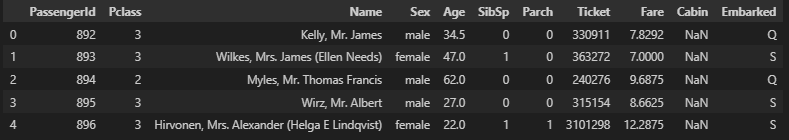 PassengerId Pclass Name Sex Age SibSp Parch Ticket Fare Cabin Embarked
0 892 3 Kelly, Mr. James male 34.5 0 0 330911 7.8292 NaN Q
1 893 3 Wilkes, Mrs. James (Ellen Needs) female 47.0 1 0 363272 7.0000 NaN S
2 894 2 Myles, Mr. Thomas Francis male 62.0 0 0 240276 9.6875 NaN Q
3 895 3 Wirz, Mr. Albert male 27.0 0 0 315154 8.6625 NaN S
4 896 3 Hirvonen, Mrs. Alexander (Helga E Lindqvist) female 22.0 1 1 3101298 12.2875 NaN S